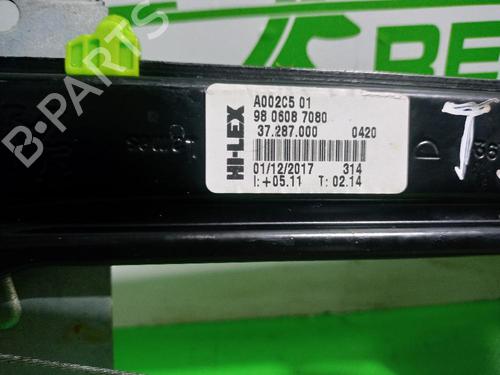 A002C5 01
98 0608 7080
37.287.000 0420
HI-LEX
01/12/2017 314
I: +05.11 T: 02.14
B-PARTS
D
T